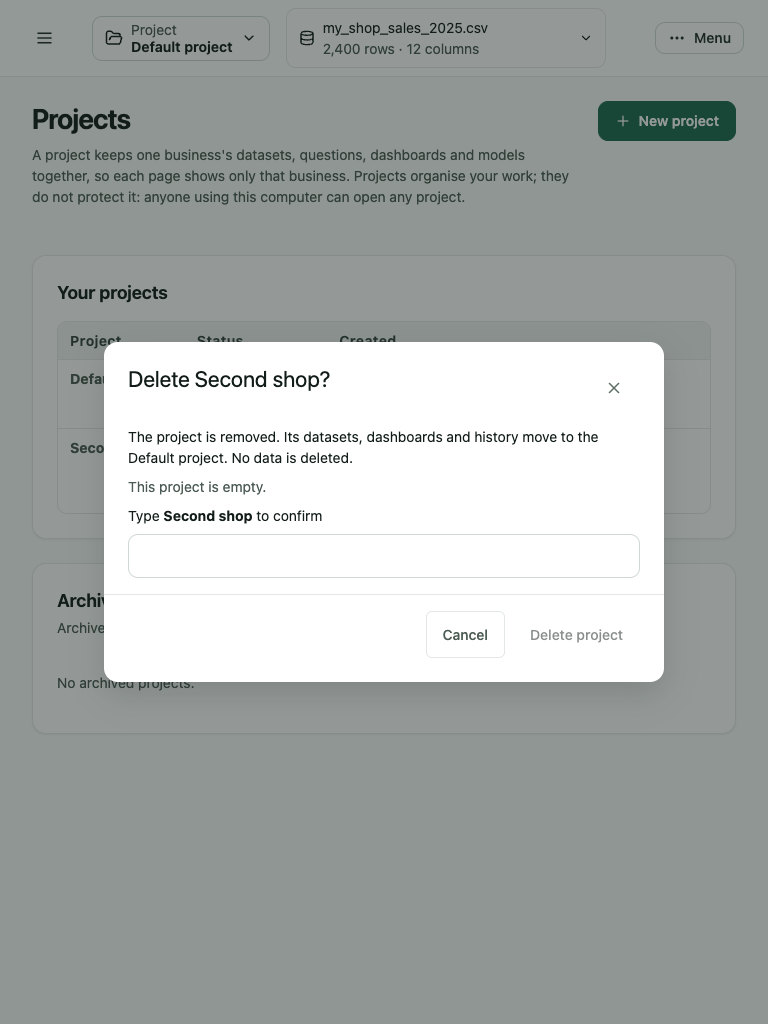 Project
Default project
my_shop_sales_2025.csv
2,400 rows · 12 columns
Menu
Projects
New project
A project keeps one business's datasets, questions, dashboards and models
together, so each page shows only that business. Projects organise your work; they
do not protect it: anyone using this computer can open any project.
Your projects
Project Status Created
Delete Second shop?
The project is removed. Its datasets, dashboards and history move to the
Default project. No data is deleted.
This project is empty.
Type Second shop to confirm
Cancel
Delete project
No archived projects.